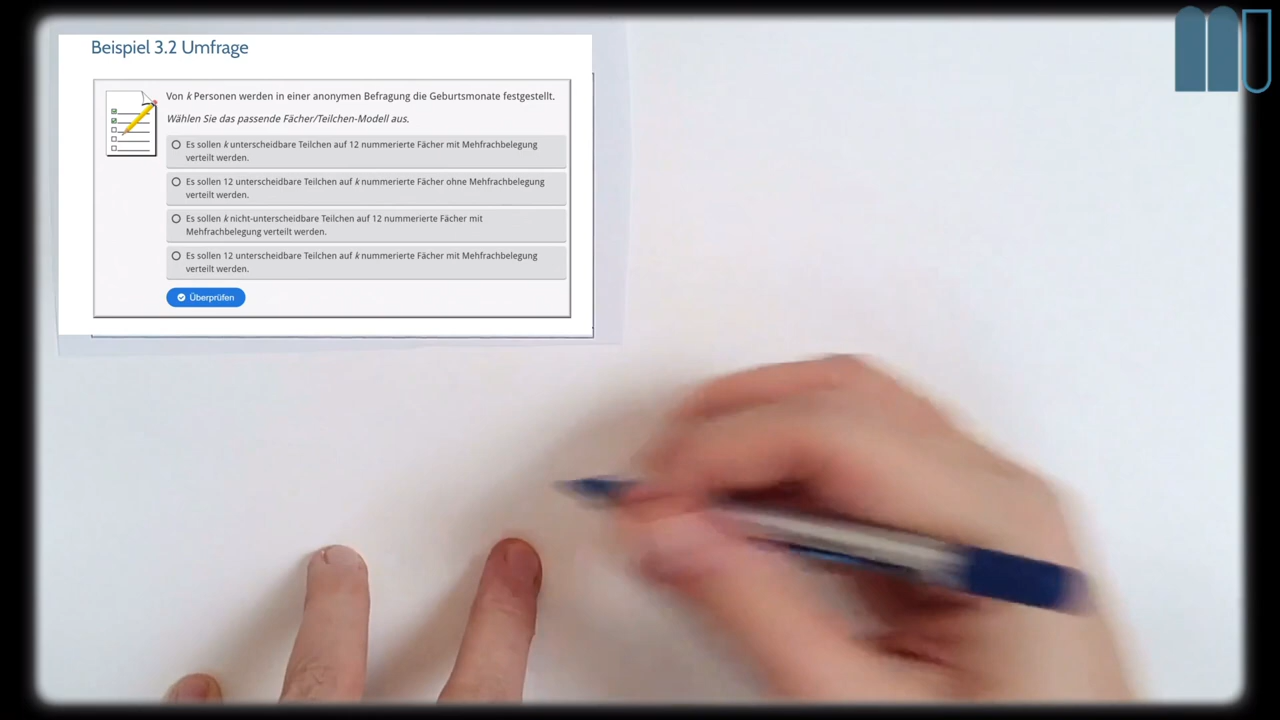 Beispiel 3.2 Umfrage
Von k Personen werden in einer anonymen Befragung die Geburtsmonate festgestellt.
Wählen Sie das passende Fächer/Teilchen-Modell aus.
Es sollen k unterscheidbare Teilchen auf 12 nummerierte Fächer mit Mehrfachbelegung
verteilt werden.
Es sollen 12 unterscheidbare Teilchen auf k nummerierte Fächer ohne Mehrfachbelegung
verteilt werden.
Es sollen k nicht-unterscheidbare Teilchen auf 12 nummerierte Fächer mit
Mehrfachbelegung verteilt werden.
Es sollen 12 unterscheidbare Teilchen auf k nummerierte Fächer mit Mehrfachbelegung
verteilt werden.
Überprüfen